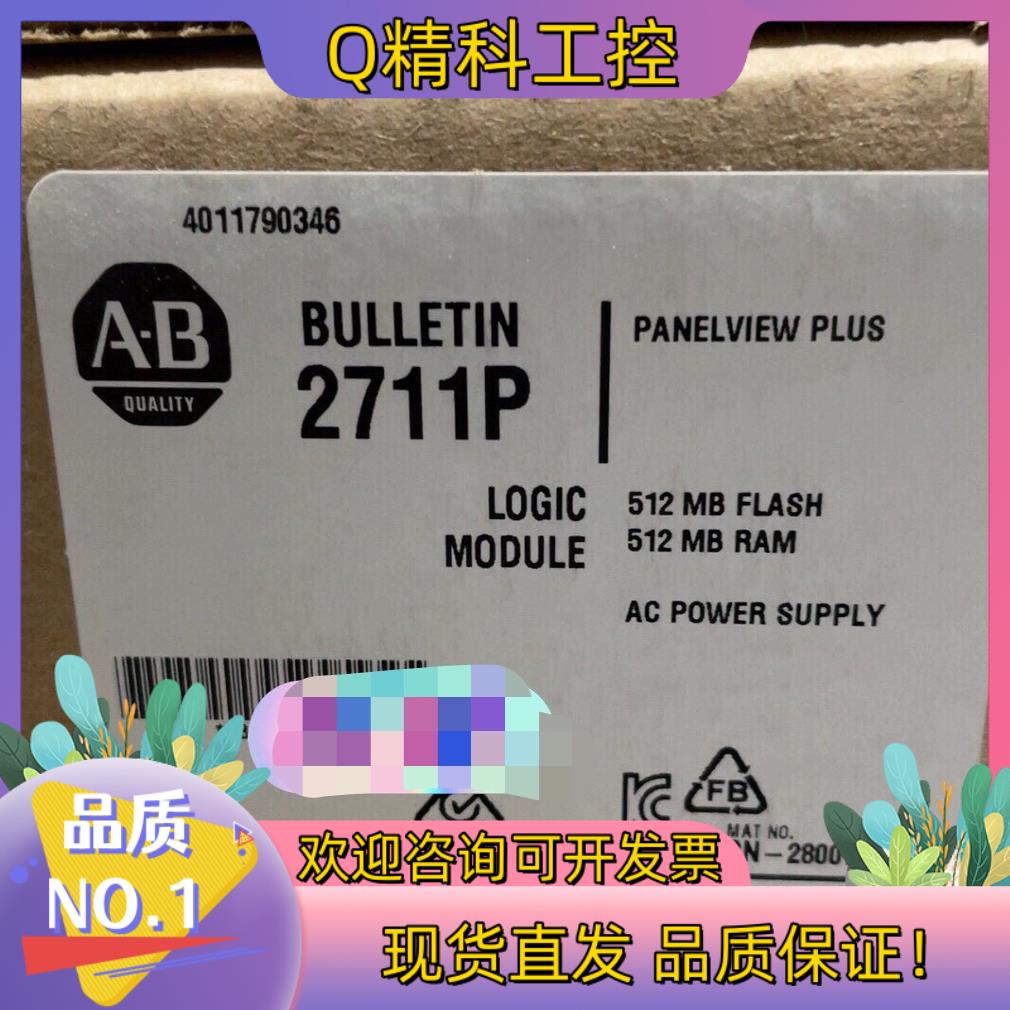 Q精科工控
4011790346
A-B
QUALITY
BULLETIN
2711P
PANELVIEW PLUS
LOGIC
MODULE
512 MB FLASH
512 MB RAM
AC POWER SUPPLY
FB
MAT NO.
欢迎咨询可开发票
品质
NO.1
现货直发 品质保证!